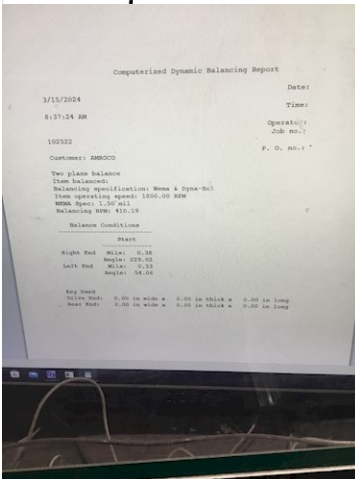 Computerized Dynamic Balancing Report
Date:
3/15/2024
Time:
8:37:24 AM
Operator:
Job no.:
102522
P. O. no.:
Customer: AMROCG
Two plane balance
Item balanced:
Balancing specification: Nema & Dyna-Bal
Item operating speed: 1800.00 RPM
NEMA Spec: 1.30 mil
Balancing RPM: 410.19
Balance Conditions
Start
Right End Mils: 0.38
Angle: 229.02
Left End Mils: 0.53
Angle: 54.06
Key Used
Drive End: 0.00 in wide x 0.00 in thick x 0.00 in long
Rear End: 0.00 in wide x 0.00 in thick x 0.00 in long